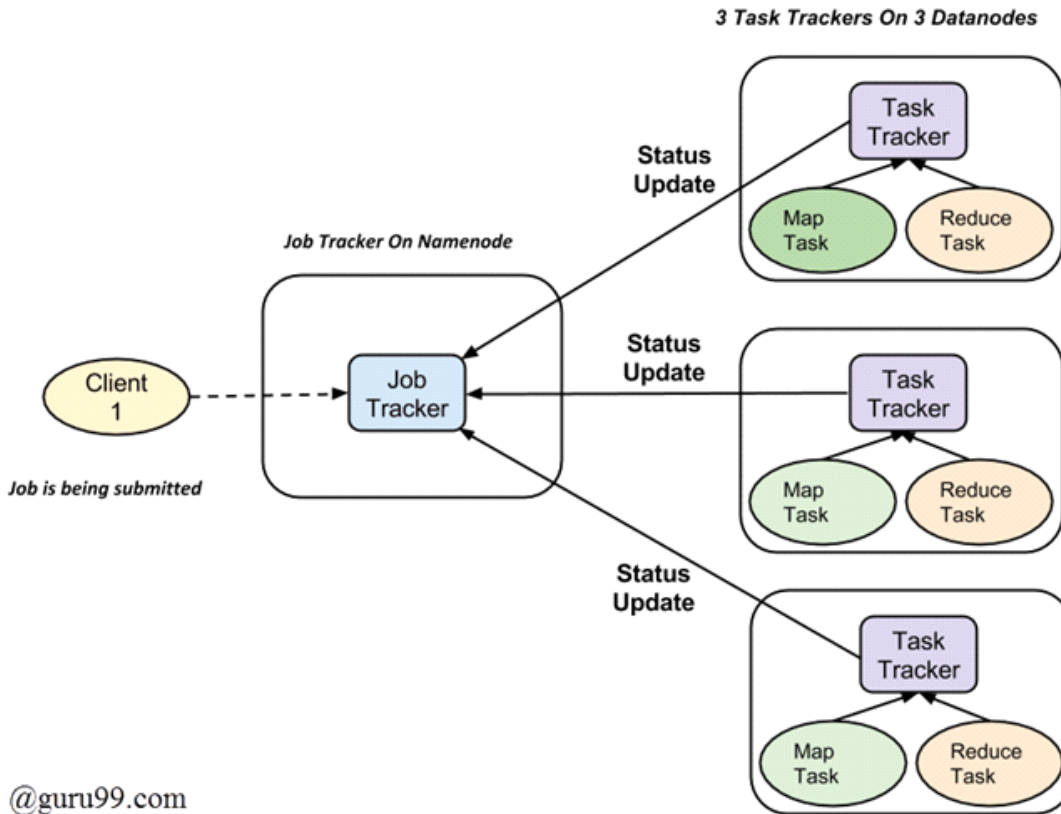 3 Task Trackers On 3 Datanodes
Task
Tracker
Status
Update
Map
Task
Reduce
Task
Job Tracker On Namenode
Status
Update
Task
Tracker
Client
1
Job
Tracker
Map
Task
Reduce
Task
Job is being submitted
Status
Update
Task
Tracker
Map
Task
Reduce
Task
@guru99.com